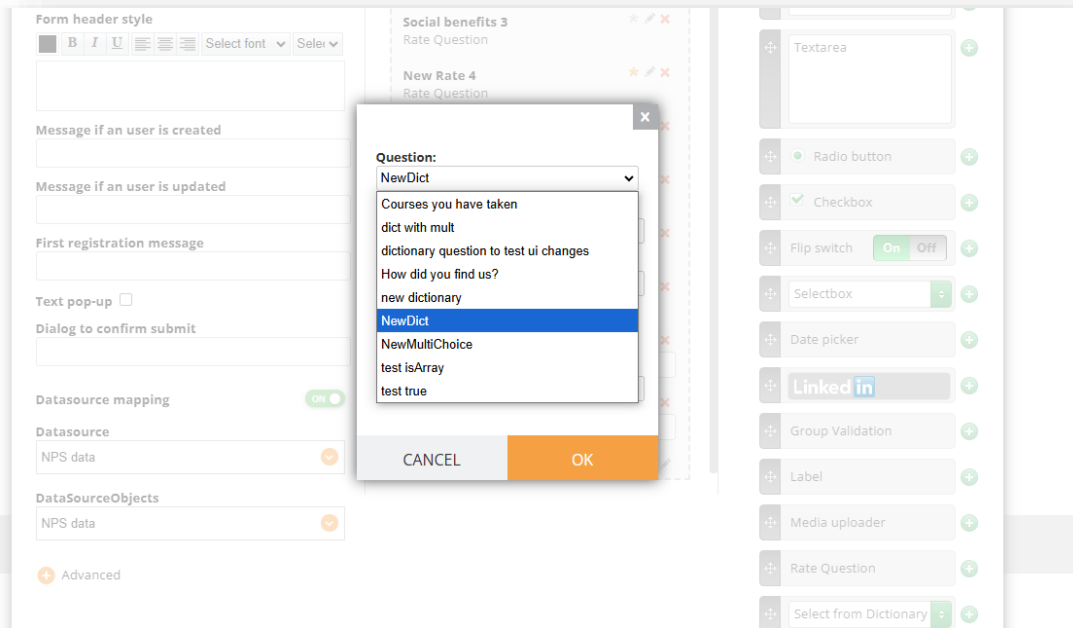 Form header style
B I U Select font Sele
Message if an user is created
Message if an user is updated
First registration message
Text pop-up
Dialog to confirm submit
Datasource mapping ON
Datasource
NPS data
DataSourceObjects
NPS data
Advanced
Social benefits 3
Rate Question
New Rate 4
Rate Question
x
Question:
NewDict
Courses you have taken
dict with mult
dictionary question to test ui changes
How did you find us?
new dictionary
NewDict
NewMultiChoice
test isArray
test true
CANCEL OK
Textarea
Radio button
Checkbox
Flip switch On Off
Selectbox
Date picker
Linked in
Group Validation
Label
Media uploader
Rate Question
Select from Dictionary